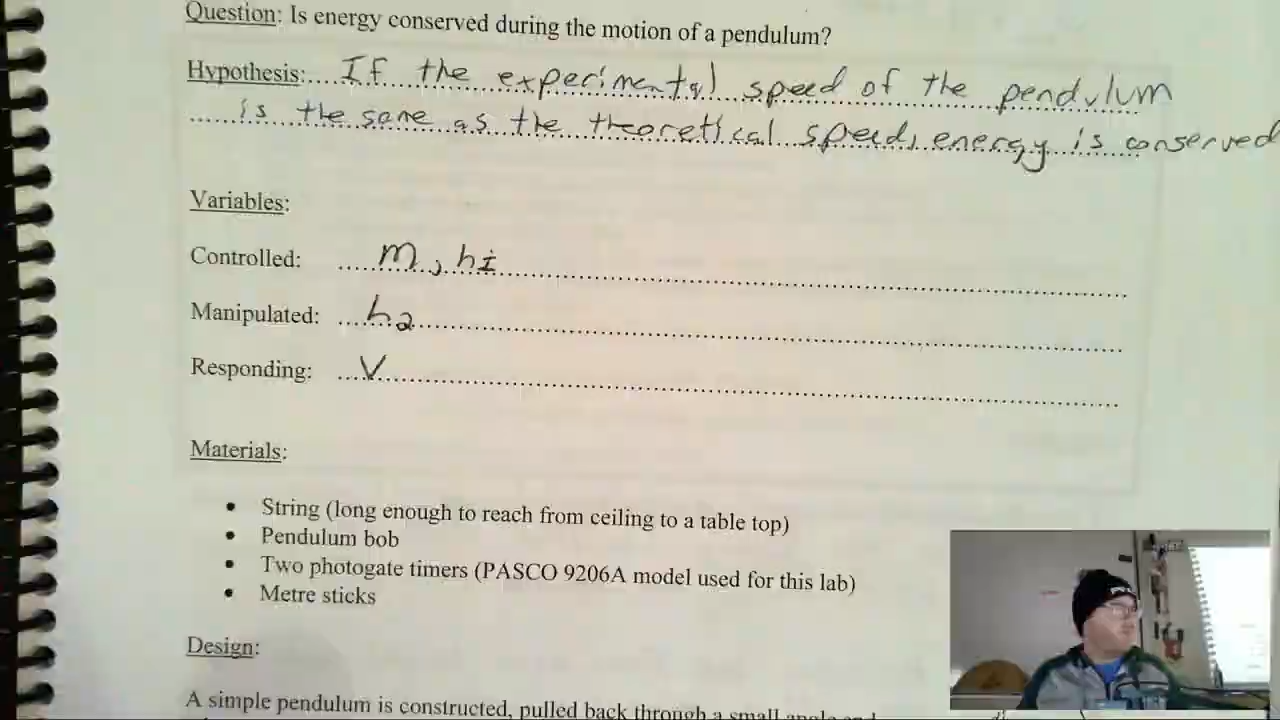 Question: Is energy conserved during the motion of a pendulum?
Hypothesis: If the experimental speed of the pendulum
is the same as the theoretical speed, energy is conserved
Variables:
Controlled: m, hi
Manipulated: h2
Responding: V
Materials:
• String (long enough to reach from ceiling to a table top)
• Pendulum bob
• Two photogate timers (PASCO 9206A model used for this lab)
• Metre sticks
Design:
A simple pendulum is constructed, pulled back through a small angle and